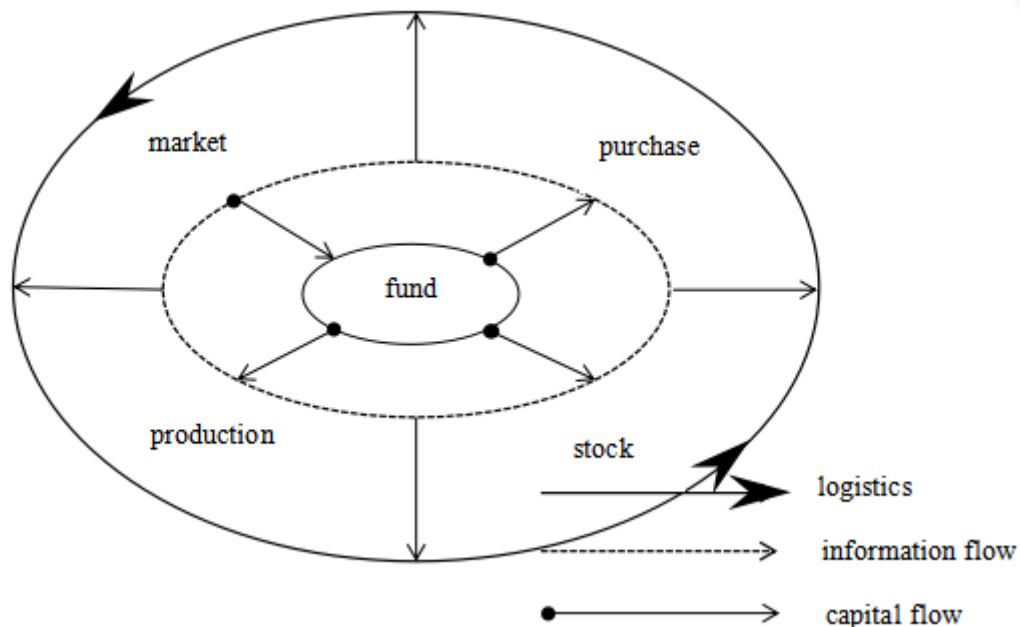 market
purchase
fund
production
stock
logistics
information flow
capital flow